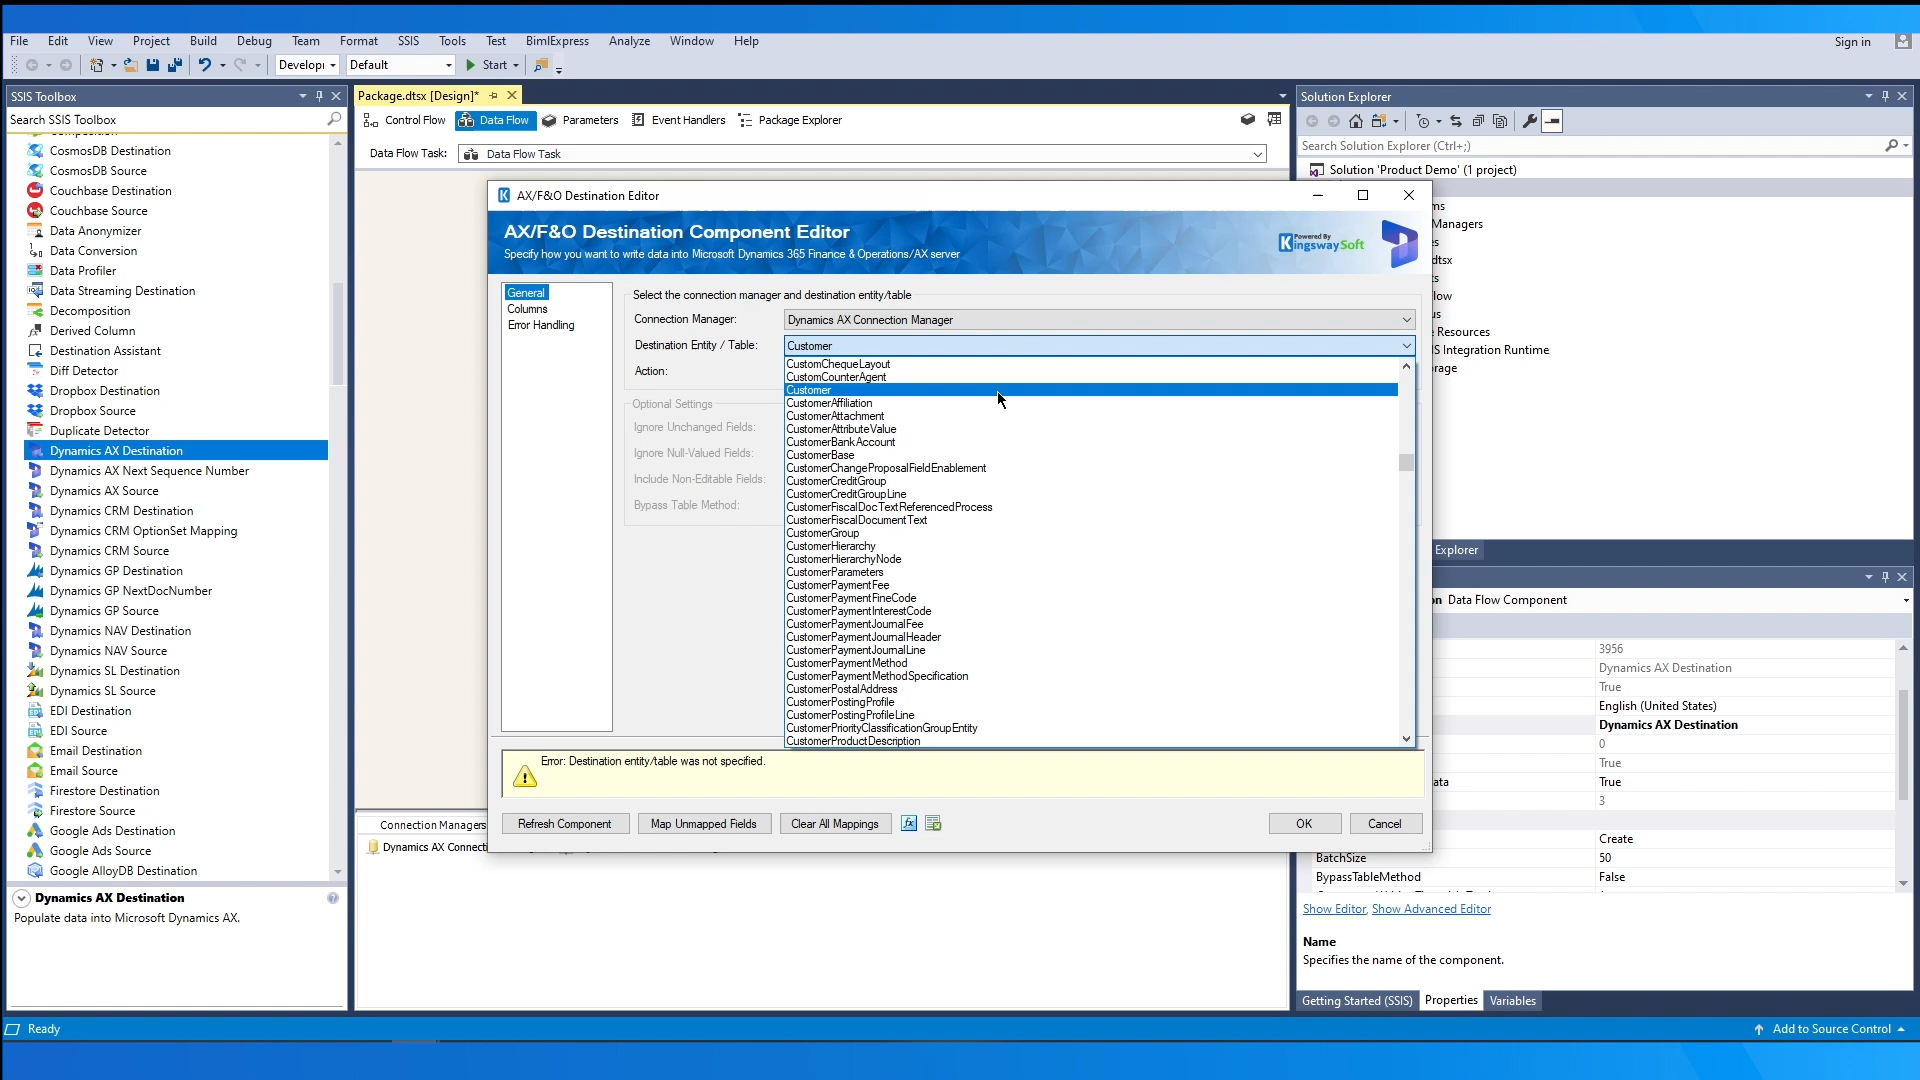 File Edit View Project Build Debug Team Format SSIS Tools Test BimlExpress Analyze Window Help
Sign in
Developi Default Start
SSIS Toolbox
Search SSIS Toolbox
CosmosDB Destination
CosmosDB Source
Couchbase Destination
Couchbase Source
Data Anonymizer
Data Conversion
Data Profiler
Data Streaming Destination
Decomposition
Derived Column
Destination Assistant
Diff Detector
Dropbox Destination
Dropbox Source
Duplicate Detector
Dynamics AX Destination
Dynamics AX Next Sequence Number
Dynamics AX Source
Dynamics CRM Destination
Dynamics CRM OptionSet Mapping
Dynamics CRM Source
Dynamics GP Destination
Dynamics GP NextDocNumber
Dynamics GP Source
Dynamics NAV Destination
Dynamics NAV Source
Dynamics SL Destination
Dynamics SL Source
EDI Destination
EDI Source
Email Destination
Email Source
Firestore Destination
Firestore Source
Google Ads Destination
Google Ads Source
Google AlloyDB Destination
Dynamics AX Destination
Populate data into Microsoft Dynamics AX.
Package.dtsx [Design]*
Control Flow Data Flow Parameters Event Handlers Package Explorer
Data Flow Task: Data Flow Task
AX/F&O Destination Editor
AX/F&O Destination Component Editor
Specify how you want to write data into Microsoft Dynamics 365 Finance & Operations/AX server
Powered By
KingswaySoft
General
Columns
Error Handling
Select the connection manager and destination entity/table
Connection Manager: Dynamics AX Connection Manager
Destination Entity / Table: Customer
Action:
Optional Settings
Ignore Unchanged Fields:
Ignore Null-Valued Fields:
Include Non-Editable Fields:
Bypass Table Method:
CustomChequeLayout
CustomCounterAgent
Customer
CustomerAffiliation
CustomerAttachment
CustomerAttributeValue
CustomerBankAccount
CustomerBase
CustomerChangeProposalFieldEnablement
CustomerCreditGroup
CustomerCreditGroupLine
CustomerFiscalDocTextReferencedProcess
CustomerFiscalDocumentText
CustomerGroup
CustomerHierarchy
CustomerHierarchyNode
CustomerParameters
CustomerPaymentFee
CustomerPaymentFineCode
CustomerPaymentInterestCode
CustomerPaymentJournalFee
CustomerPaymentJournalHeader
CustomerPaymentJournalLine
CustomerPaymentMethod
CustomerPaymentMethodSpecification
CustomerPostalAddress
CustomerPostingProfile
CustomerPostingProfileLine
CustomerPriorityClassificationGroupEntity
CustomerProductDescription
Error: Destination entity/table was not specified.
Refresh Component Map Unmapped Fields Clear All Mappings OK Cancel
Connection Managers
Dynamics AX Connecti
Solution Explorer
Search Solution Explorer (Ctrl+;)
Solution 'Product Demo' (1 project)
ms
Managers
es
dtsx
ts
low
us
e Resources
IS Integration Runtime
orage
Explorer
on Data Flow Component
3956
Dynamics AX Destination
True
English (United States)
Dynamics AX Destination
0
True
ata True
3
Create
BatchSize 50
BypassTableMethod False
Show Editor, Show Advanced Editor
Name
Specifies the name of the component.
Getting Started (SSIS) Properties Variables
Ready
Add to Source Control